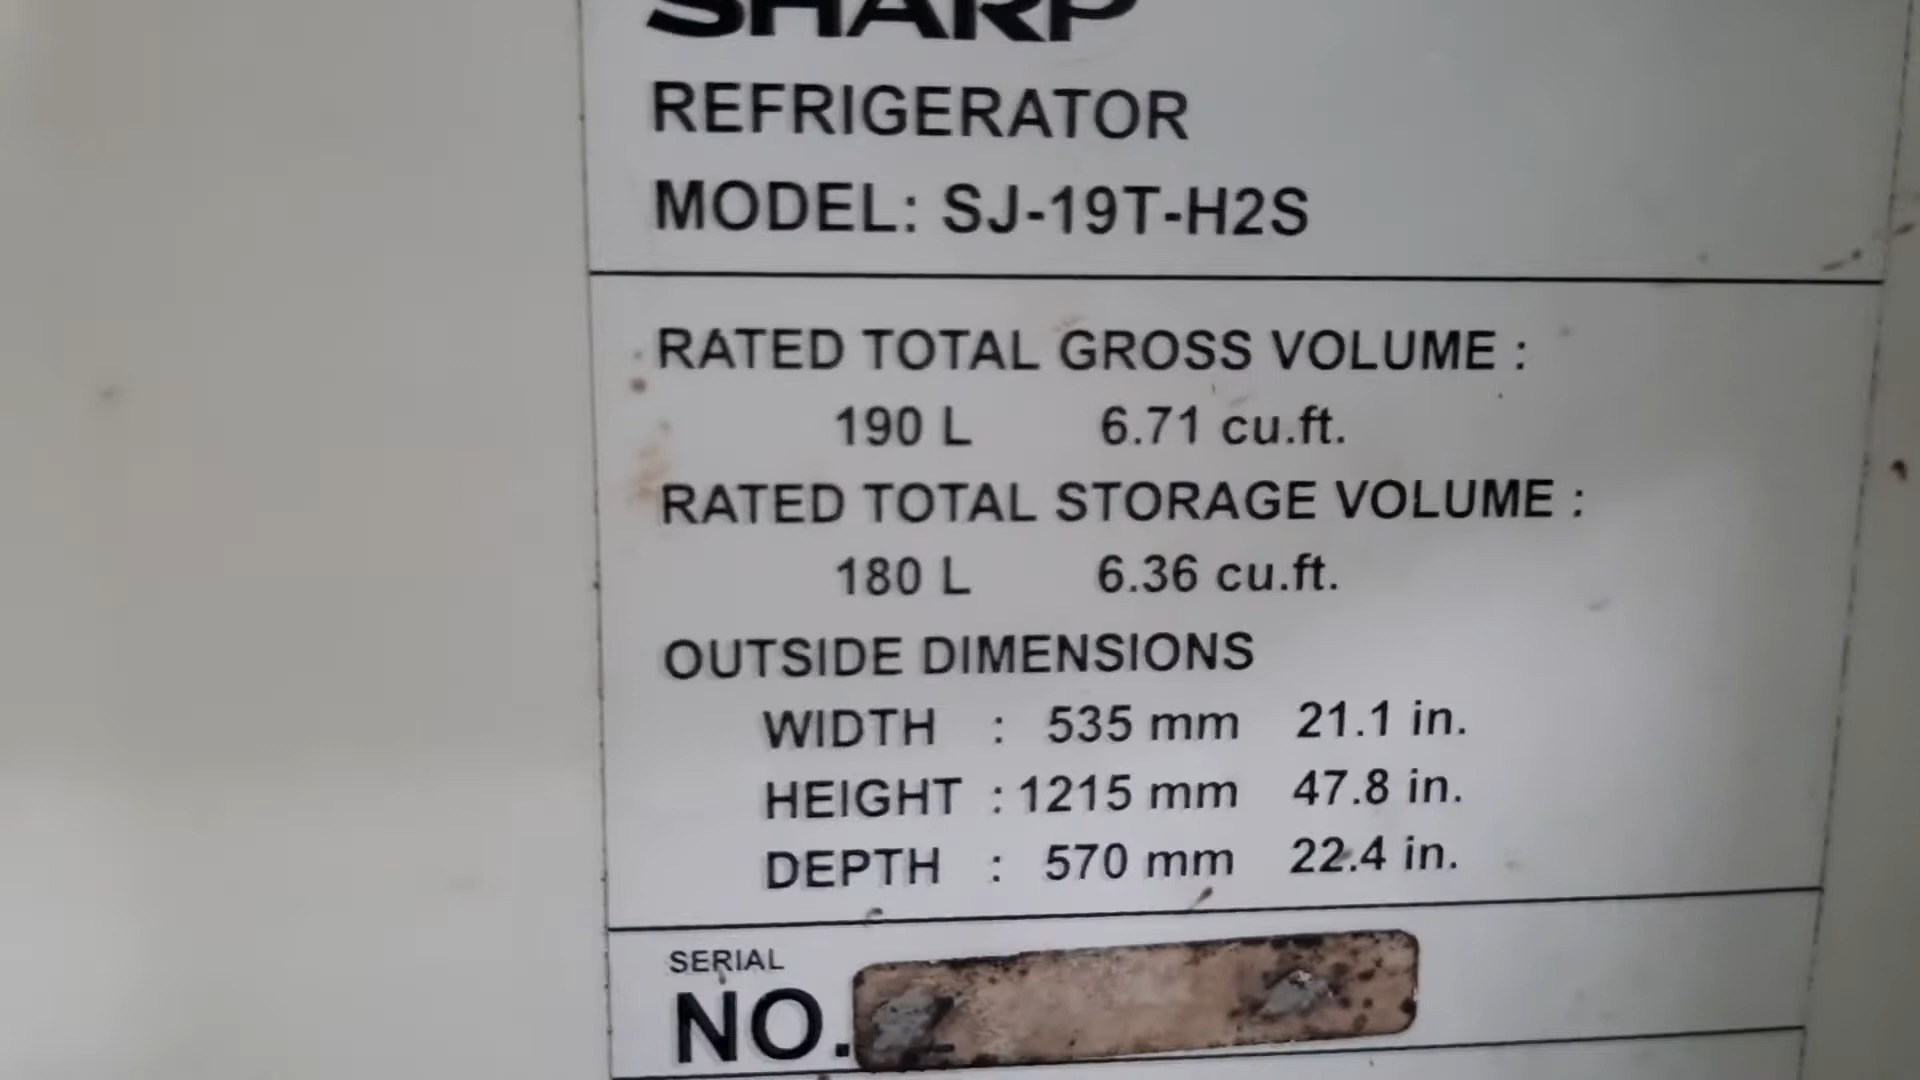 SHARP
REFRIGERATOR
MODEL: SJ-19T-H2S
RATED TOTAL GROSS VOLUME :
190 L 6.71 cu.ft.
RATED TOTAL STORAGE VOLUME :
180 L 6.36 cu.ft.
OUTSIDE DIMENSIONS
WIDTH : 535 mm 21.1 in.
HEIGHT : 1215 mm 47.8 in.
DEPTH : 570 mm 22.4 in.
SERIAL
NO.